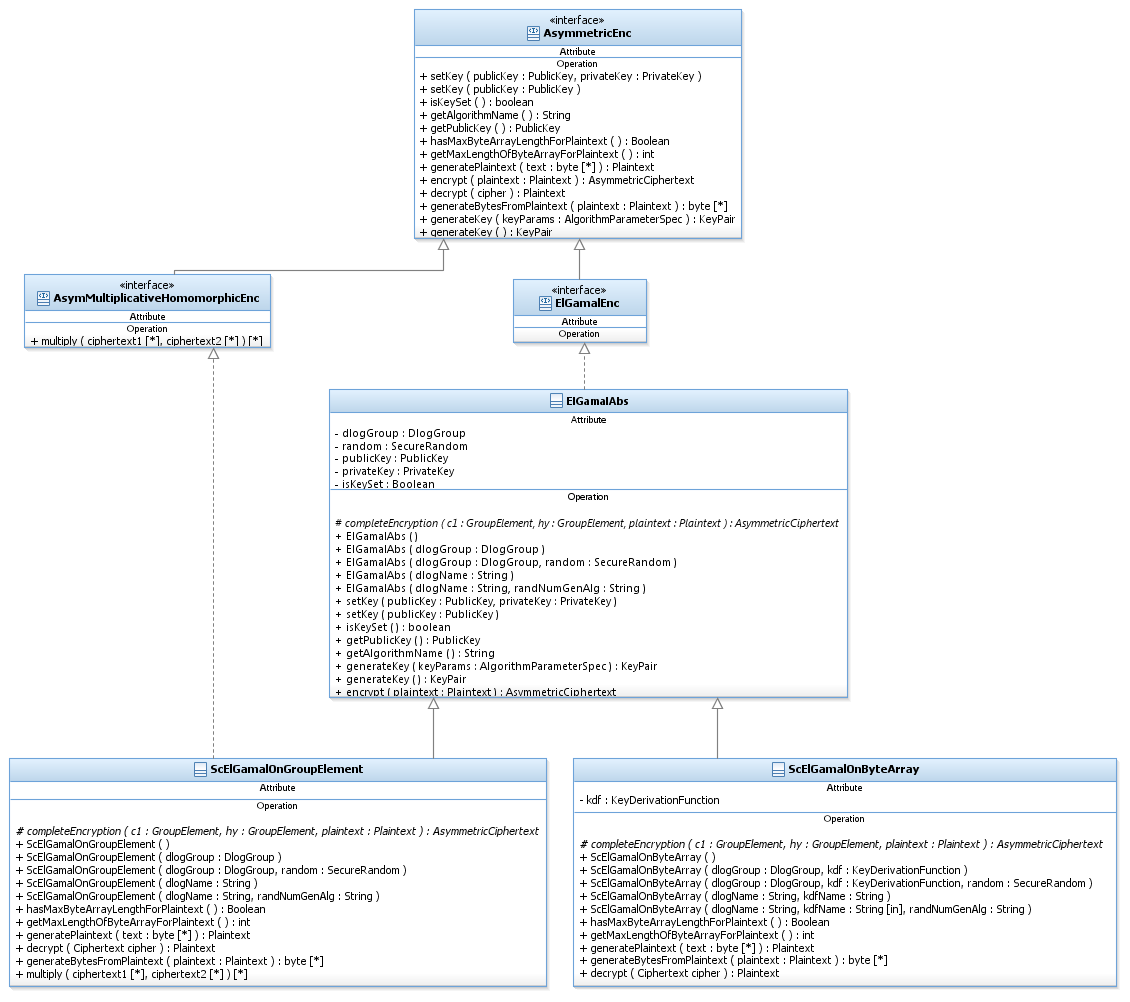 «interface»
AsymmetricEnc
Attribute
Operation
+ setKey ( publicKey : PublicKey, privateKey : PrivateKey )
+ setKey ( publicKey : PublicKey )
+ isKeySet ( ) : boolean
+ getAlgorithmName ( ) : String
+ getPublicKey ( ) : PublicKey
+ hasMaxByteArrayLengthForPlaintext ( ) : Boolean
+ getMaxLengthOfByteArrayForPlaintext ( ) : int
+ generatePlaintext ( text : byte [*] ) : Plaintext
+ encrypt ( plaintext : Plaintext ) : AsymmetricCiphertext
+ decrypt ( cipher ) : Plaintext
+ generateBytesFromPlaintext ( plaintext : Plaintext ) : byte [*]
+ generateKey ( keyParams : AlgorithmParameterSpec ) : KeyPair
+ generateKey ( ) : KeyPair
«interface»
AsymMultiplicativeHomomorphicEnc
Attribute
Operation
+ multiply ( ciphertext1 [*], ciphertext2 [*] ) [*]
«interface»
ElGamalEnc
Attribute
Operation
ElGamalAbs
Attribute
- dlogGroup : DlogGroup
- random : SecureRandom
- publicKey : PublicKey
- privateKey : PrivateKey
- isKeySet : Boolean
Operation
# completeEncryption ( c1 : GroupElement, hy : GroupElement, plaintext : Plaintext ) : AsymmetricCiphertext
+ ElGamalAbs ( )
+ ElGamalAbs ( dlogGroup : DlogGroup )
+ ElGamalAbs ( dlogGroup : DlogGroup, random : SecureRandom )
+ ElGamalAbs ( dlogName : String )
+ ElGamalAbs ( dlogName : String, randNumGenAlg : String )
+ setKey ( publicKey : PublicKey, privateKey : PrivateKey )
+ setKey ( publicKey : PublicKey )
+ isKeySet ( ) : boolean
+ getPublicKey ( ) : PublicKey
+ getAlgorithmName ( ) : String
+ generateKey ( keyParams : AlgorithmParameterSpec ) : KeyPair
+ generateKey ( ) : KeyPair
+ encrypt ( plaintext : Plaintext ) : AsymmetricCiphertext
ScElGamalOnGroupElement
Attribute
Operation
# completeEncryption ( c1 : GroupElement, hy : GroupElement, plaintext : Plaintext ) : AsymmetricCiphertext
+ ScElGamalOnGroupElement ( )
+ ScElGamalOnGroupElement ( dlogGroup : DlogGroup )
+ ScElGamalOnGroupElement ( dlogGroup : DlogGroup, random : SecureRandom )
+ ScElGamalOnGroupElement ( dlogName : String )
+ ScElGamalOnGroupElement ( dlogName : String, randNumGenAlg : String )
+ hasMaxByteArrayLengthForPlaintext ( ) : Boolean
+ getMaxLengthOfByteArrayForPlaintext ( ) : int
+ generatePlaintext ( text : byte [*] ) : Plaintext
+ decrypt ( Ciphertext cipher ) : Plaintext
+ generateBytesFromPlaintext ( plaintext : Plaintext ) : byte [*]
+ multiply ( ciphertext1 [*], ciphertext2 [*] ) [*]
ScElGamalOnByteArray
Attribute
- kdf : KeyDerivationFunction
Operation
# completeEncryption ( c1 : GroupElement, hy : GroupElement, plaintext : Plaintext ) : AsymmetricCiphertext
+ ScElGamalOnByteArray ( )
+ ScElGamalOnByteArray ( dlogGroup : DlogGroup, kdf : KeyDerivationFunction )
+ ScElGamalOnByteArray ( dlogGroup : DlogGroup, kdf : KeyDerivationFunction, random : SecureRandom )
+ ScElGamalOnByteArray ( dlogName : String, kdfName : String )
+ ScElGamalOnByteArray ( dlogName : String, kdfName : String [in], randNumGenAlg : String )
+ hasMaxByteArrayLengthForPlaintext ( ) : Boolean
+ getMaxLengthOfByteArrayForPlaintext ( ) : int
+ generatePlaintext ( text : byte [*] ) : Plaintext
+ generateBytesFromPlaintext ( plaintext : Plaintext ) : byte [*]
+ decrypt ( Ciphertext cipher ) : Plaintext